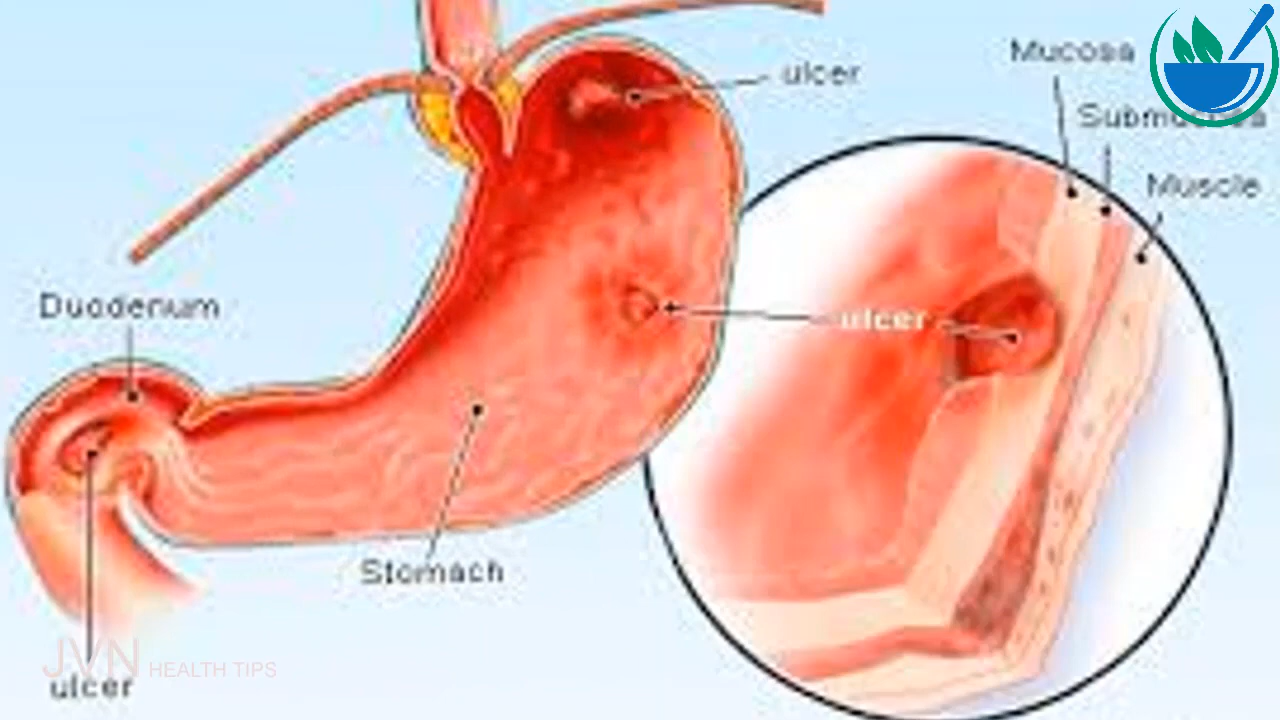 Mucosa
ulcer
Submucosa
Muscle
Duodenum
ulcer
Stomach
JVN HEALTH TIPS
ulcer